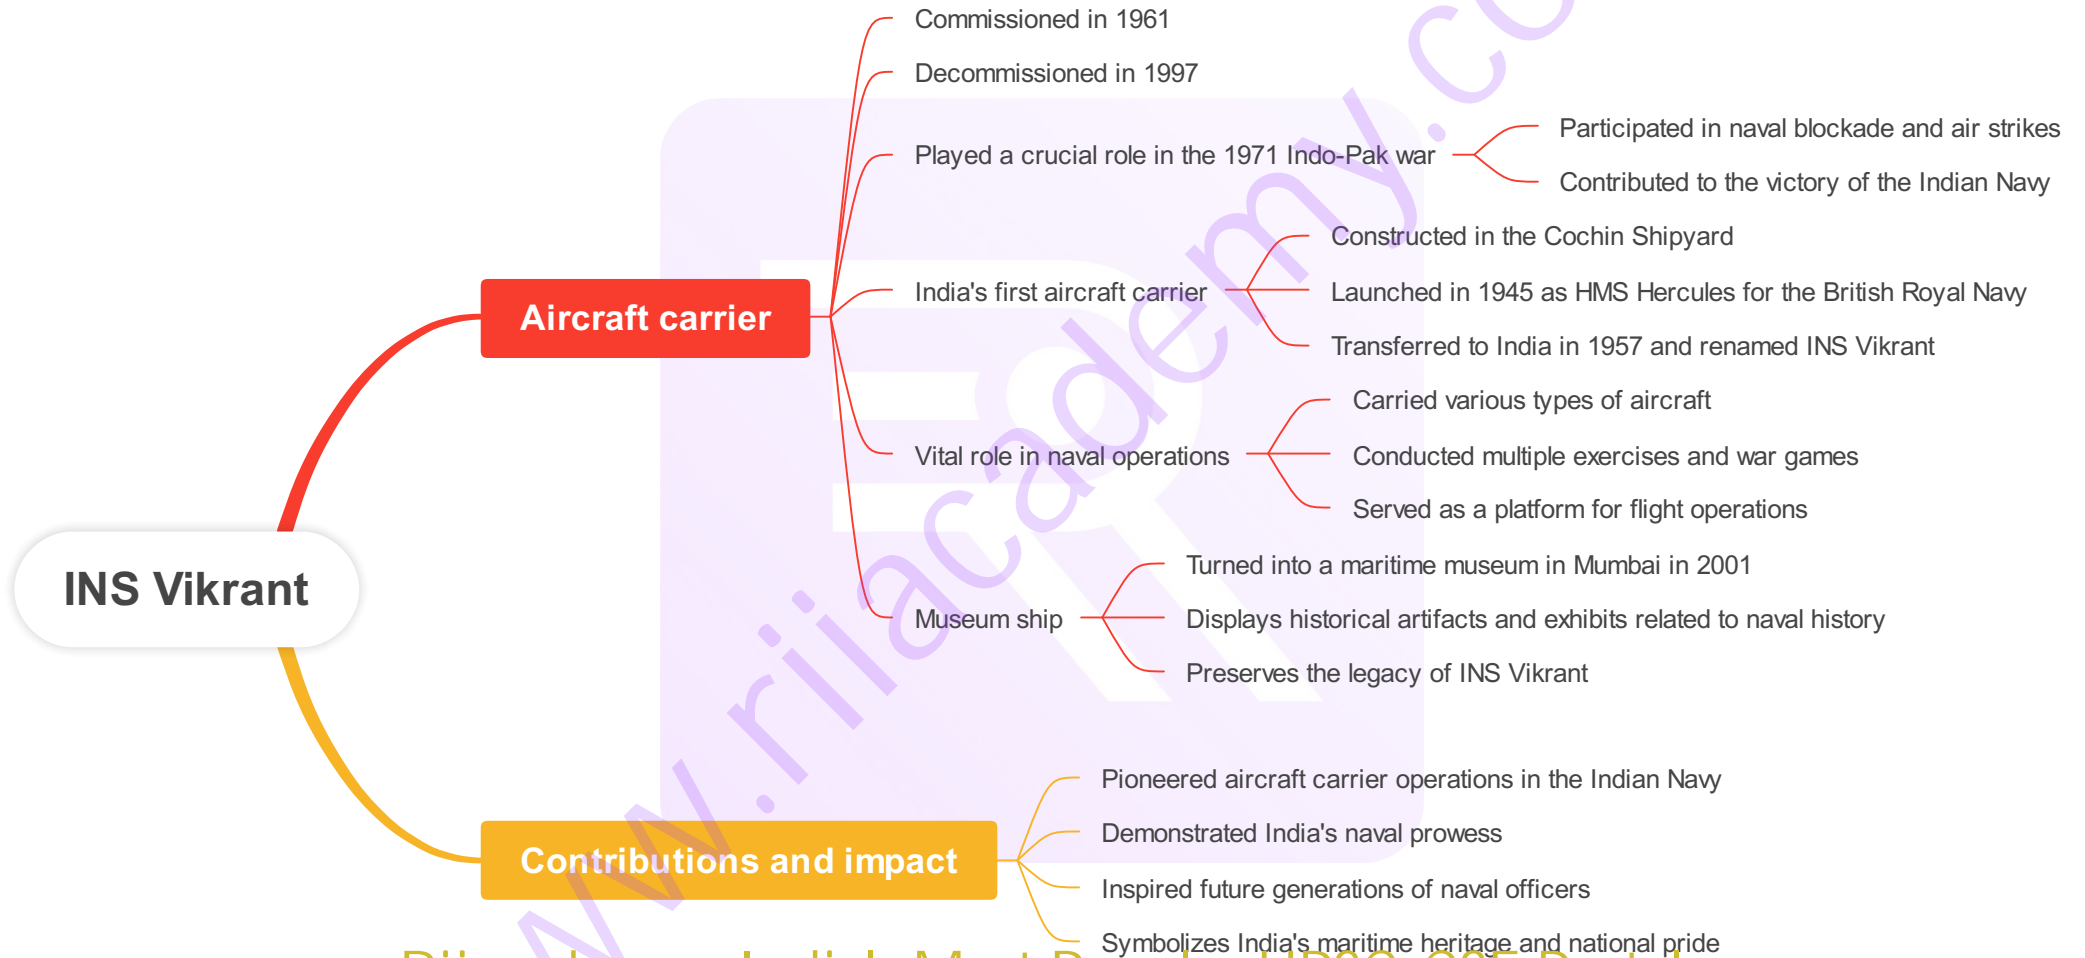 Commissioned in 1961
Decommissioned in 1997
Played a crucial role in the 1971 Indo-Pak war
Participated in naval blockade and air strikes
Contributed to the victory of the Indian Navy
Aircraft carrier
India's first aircraft carrier
Constructed in the Cochin Shipyard
Launched in 1945 as HMS Hercules for the British Royal Navy
Transferred to India in 1957 and renamed INS Vikrant
Vital role in naval operations
Carried various types of aircraft
Conducted multiple exercises and war games
Served as a platform for flight operations
INS Vikrant
Museum ship
Turned into a maritime museum in Mumbai in 2001
Displays historical artifacts and exhibits related to naval history
Preserves the legacy of INS Vikrant
Contributions and impact
Pioneered aircraft carrier operations in the Indian Navy
Demonstrated India's naval prowess
Inspired future generations of naval officers
Symbolizes India's maritime heritage and national pride